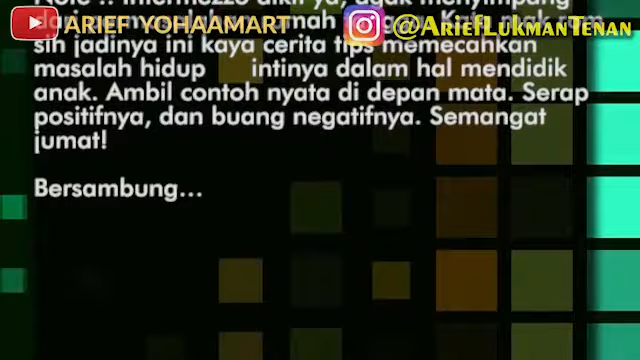 ARIEF YOHAAMART
@AriefLukmanTenan
sih jadinya ini kaya cerita tips memecahkan
masalah hidup intinya dalam hal mendidik
anak. Ambil contoh nyata di depan mata. Serap
positifnya, dan buang negatifnya. Semangat
jumat!
Bersambung...